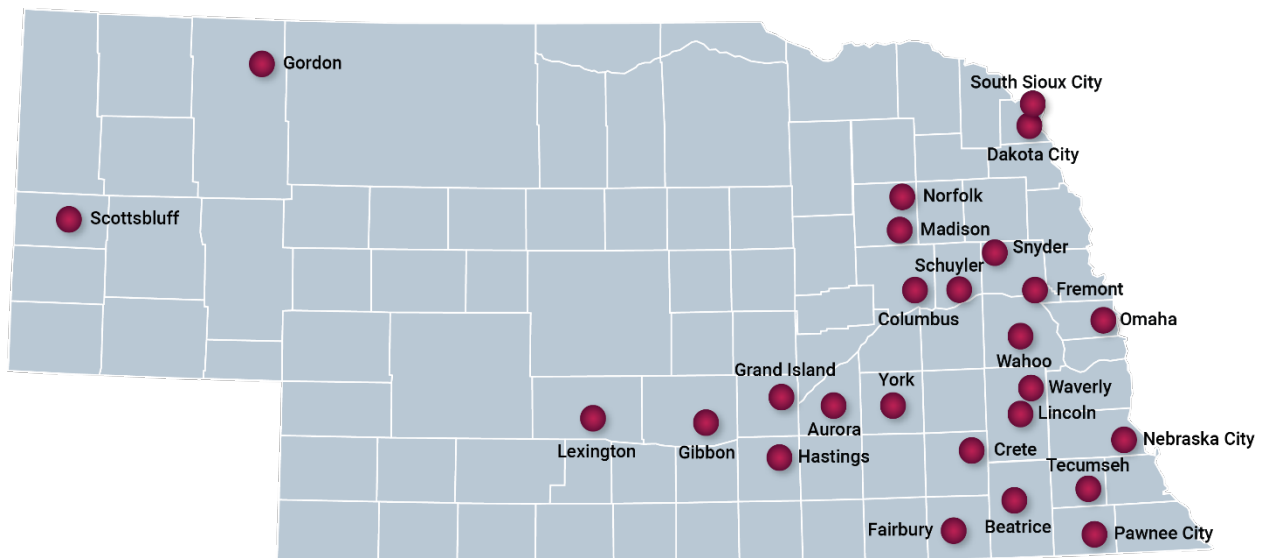 Gordon
South Sioux City
Dakota City
Norfolk
Scottsbluff
Madison
Snyder
Schuyler
Fremont
Columbus
Omaha
Wahoo
Grand Island
York
Waverly
Aurora
Lincoln
Lexington
Gibbon
Hastings
Crete
Nebraska City
Tecumseh
Fairbury
Beatrice
Pawnee City